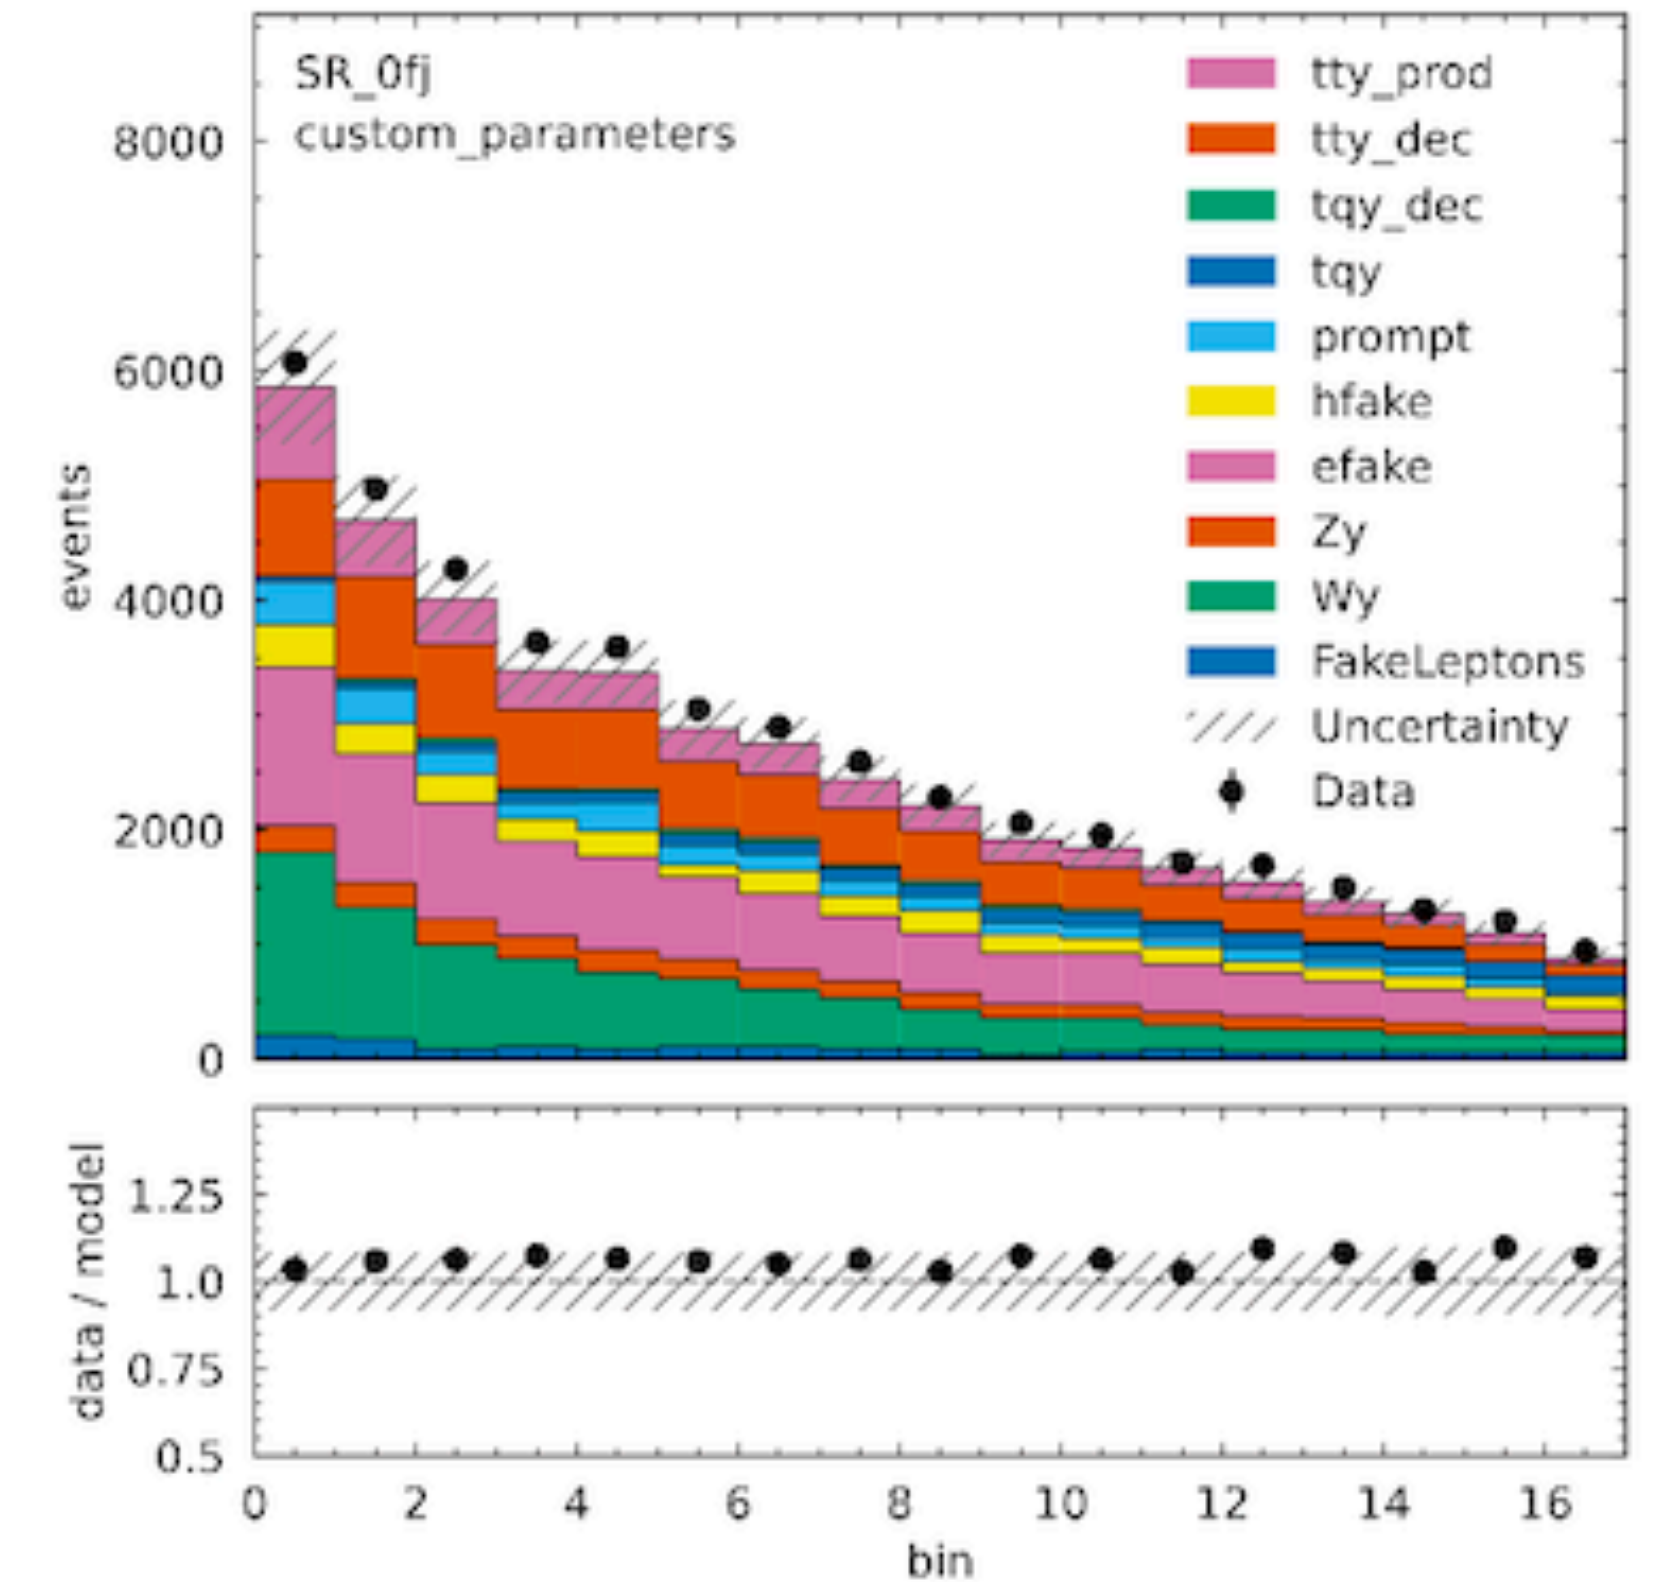 SR_0fj
custom_parameters
tty_prod
tty_dec
tqy_dec
tqy
prompt
hfake
efake
Zy
Wy
FakeLeptons
Uncertainty
Data
events
8000
6000
4000
2000
0
data / model
1.25
1.0
0.75
0.5
0 2 4 6 8 10 12 14 16
bin